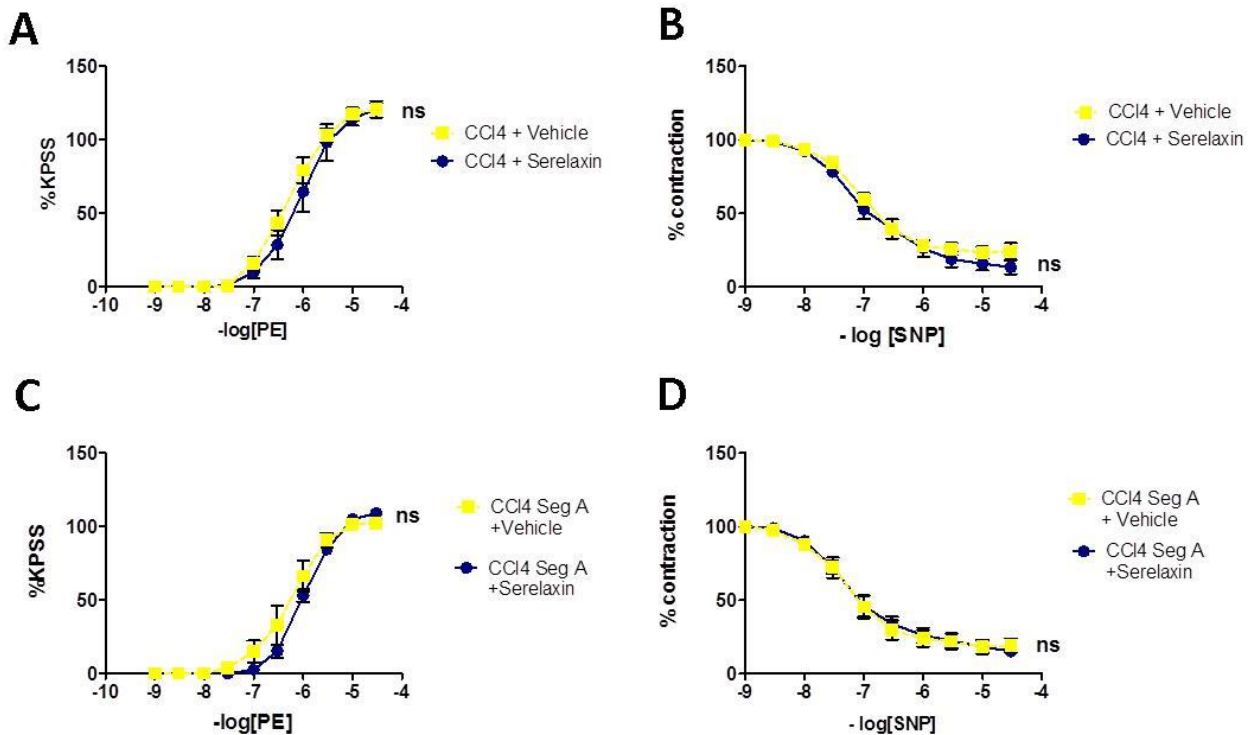 A
150
100
50
0
%KPSS
-10 -9 -8 -7 -6 -5 -4
-log[PE]
ns
CCl4 + Vehicle
CCl4 + Serelaxin
B
150
100
50
0
% contraction
-9 -8 -7 -6 -5 -4
- log [SNP]
ns
CCl4 + Vehicle
CCl4 + Serelaxin
C
150
100
50
0
%KPSS
-10 -9 -8 -7 -6 -5 -4
-log[PE]
ns
CCl4 Seg A
+Vehicle
CCl4 Seg A
+Serelaxin
D
150
100
50
0
% contraction
-9 -8 -7 -6 -5 -4
- log[SNP]
ns
CCl4 Seg A
+ Vehicle
CCl4 Seg A
+Serelaxin